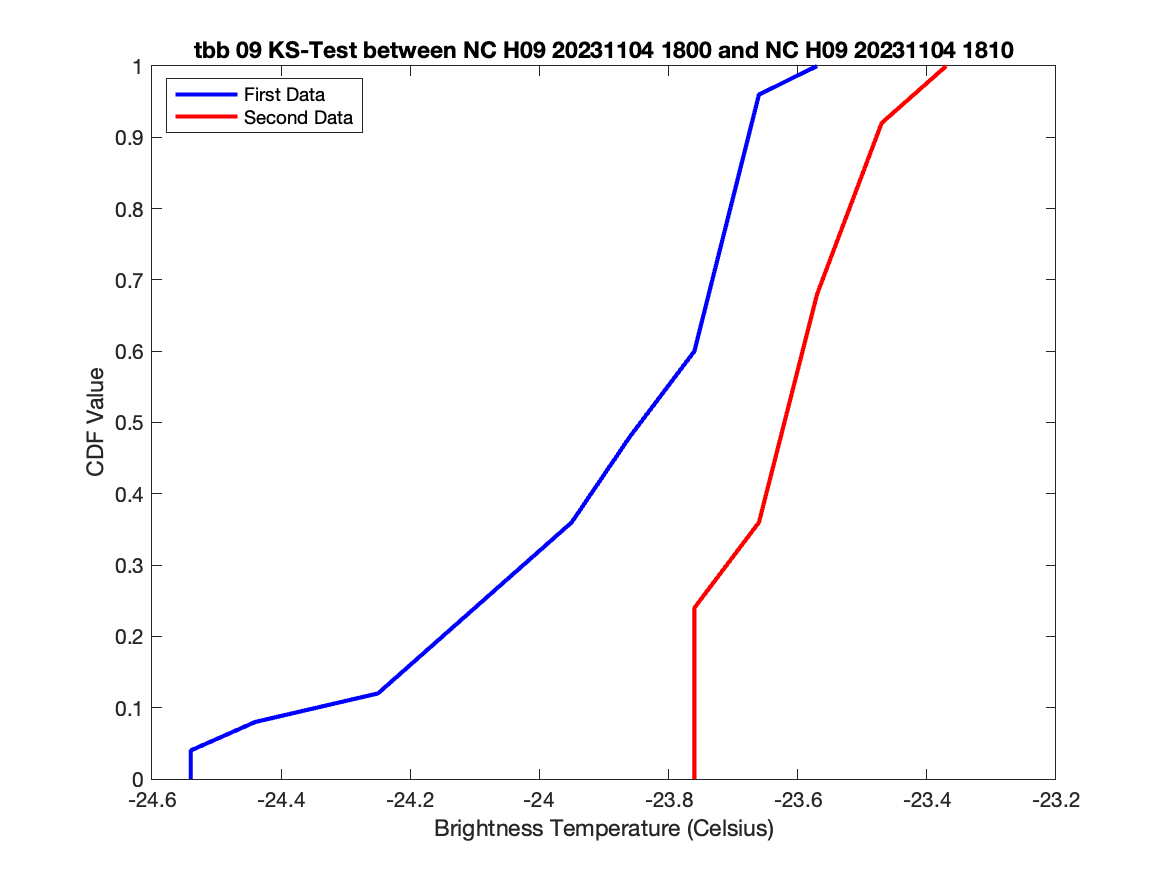 tbb 09 KS-Test between NC H09 20231104 1800 and NC H09 20231104 1810
First Data
Second Data
1
0.9
0.8
0.7
0.6
0.5
0.4
0.3
0.2
0.1
0
CDF Value
-24.6 -24.4 -24.2 -24 -23.8 -23.6 -23.4 -23.2
Brightness Temperature (Celsius)